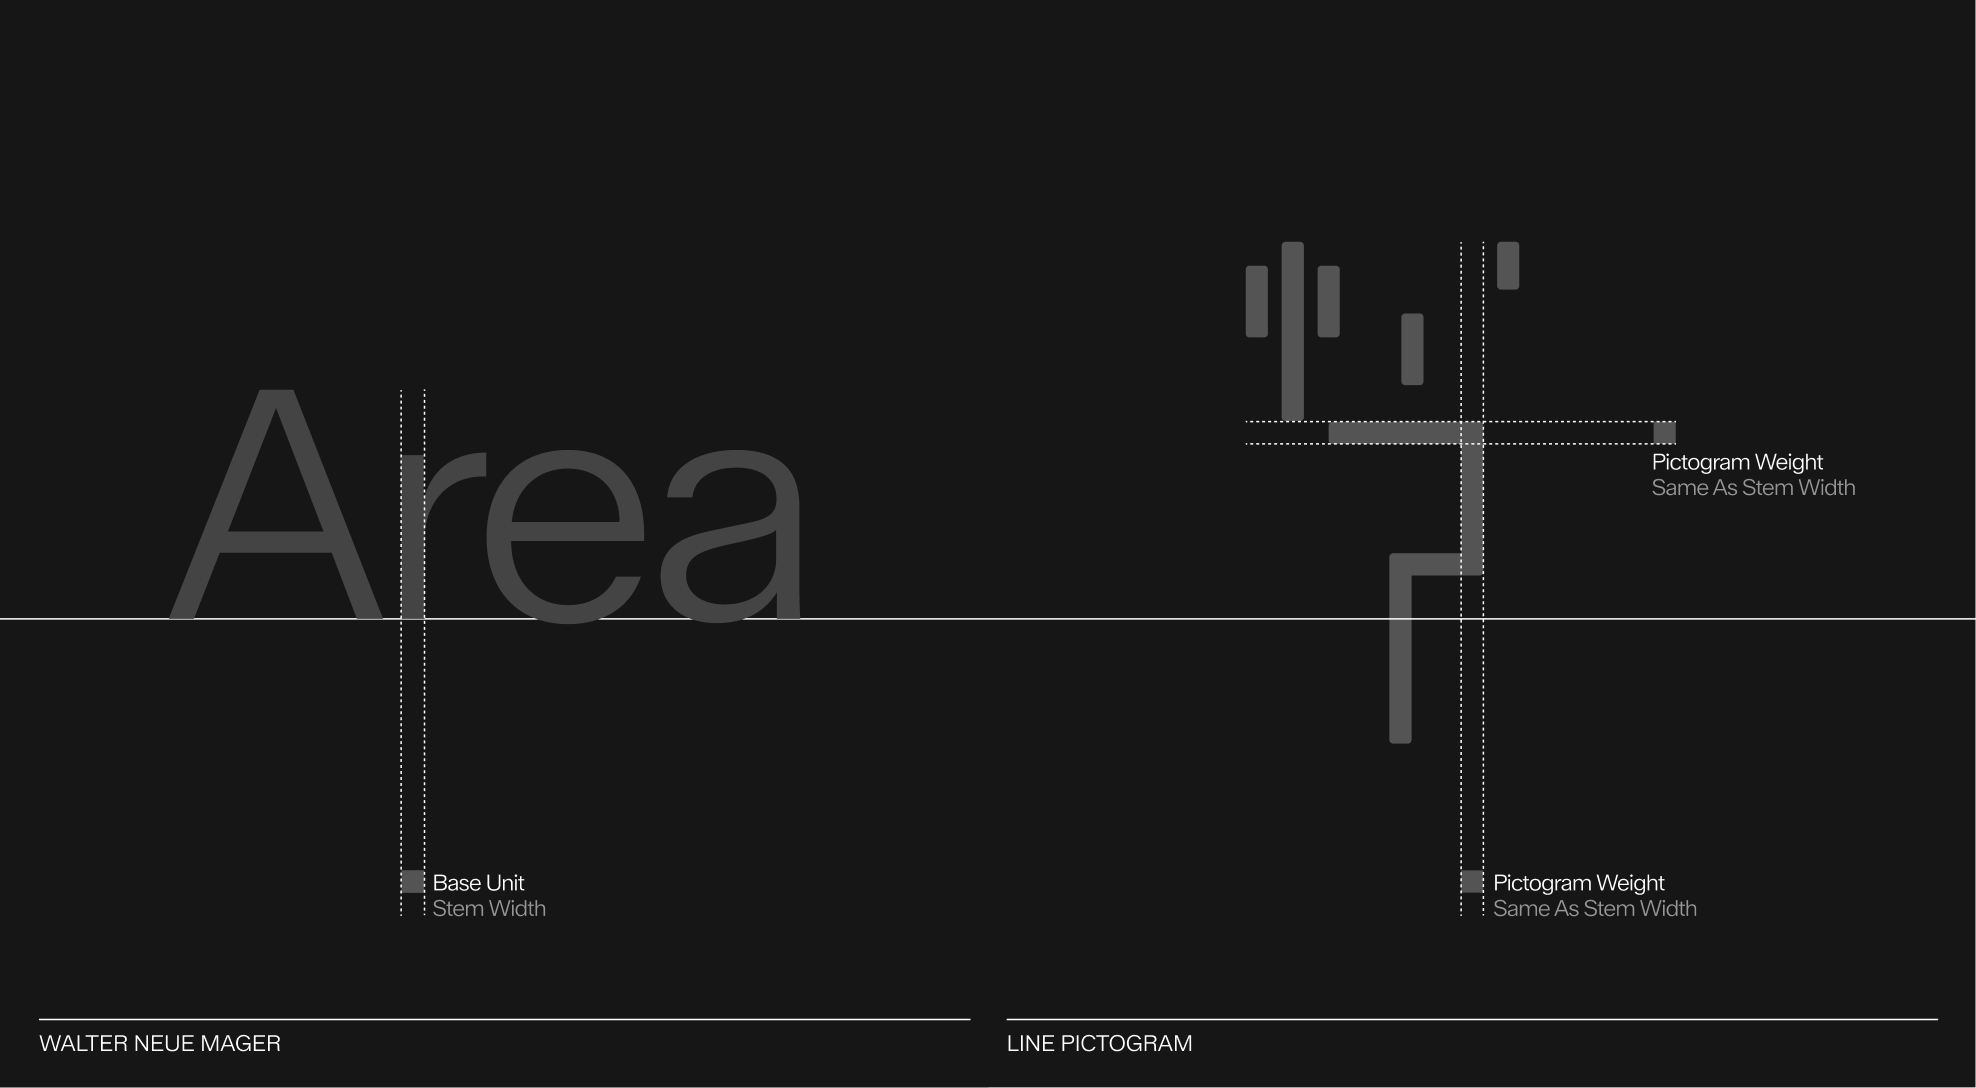 Area
Base Unit
Stem Width
WALTER NEUE MAGER
Pictogram Weight
Same As Stem Width
Pictogram Weight
Same As Stem Width
LINE PICTOGRAM